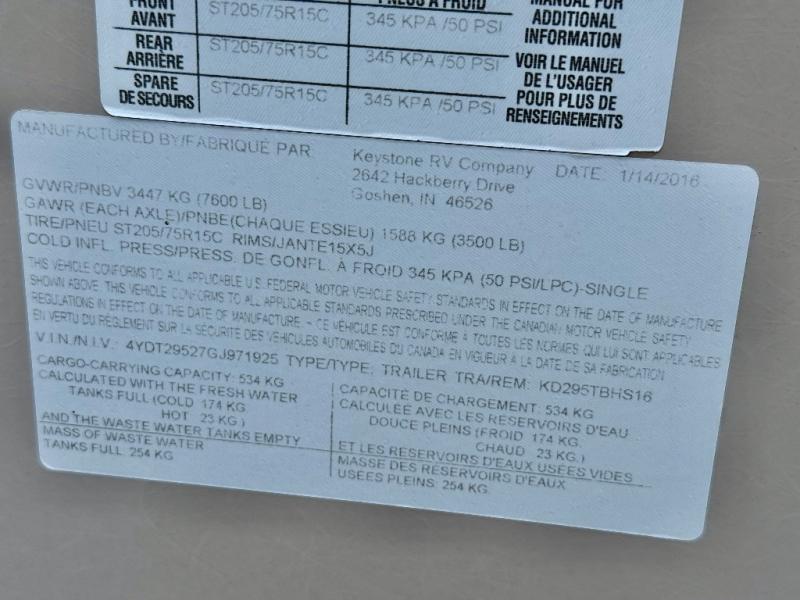 FRONT
AVANT
ST205/75R15C
345 KPA /50 PSI
PNEUS À FROID
MANUAL FOR
ADDITIONAL
INFORMATION
REAR
ARRIÈRE
ST205/75R15C
345 KPA /50 PSI
VOIR LE MANUEL
DE L'USAGER
POUR PLUS DE
RENSEIGNEMENTS
SPARE
DE SECOURS
ST205/75R15C
345 KPA /50 PSI
MANUFACTURED BY/FABRIQUÉ PAR: Keystone RV Company DATE: 1/14/2016
2642 Hackberry Drive
Goshen, IN 46526
GVWR/PNBV 3447 KG (7600 LB)
GAWR (EACH AXLE)/PNBE(CHAQUE ESSIEU) 1588 KG (3500 LB)
TIRE/PNEU ST205/75R15C RIMS/JANTE15X5J
COLD INFL. PRESS/PRESS. DE GONFL. À FROID 345 KPA (50 PSI/LPC)-SINGLE
THIS VEHICLE CONFORMS TO ALL APPLICABLE U.S. FEDERAL MOTOR VEHICLE SAFETY STANDARDS IN EFFECT ON THE DATE OF MANUFACTURE
SHOWN ABOVE. THIS VEHICLE CONFORMS TO ALL APPLICABLE STANDARDS PRESCRIBED UNDER THE CANADIAN MOTOR VEHICLE SAFETY
REGULATIONS IN EFFECT ON THE DATE OF MANUFACTURE - CE VÉHICULE EST CONFORME À TOUTES LES NORMES QUI LUI SONT APPLICABLES
EN VERTU DU RÈGLEMENT SUR LA SÉCURITÉ DES VÉHICULES AUTOMOBILES DU CANADA EN VIGUEUR À LA DATE DE SA FABRICATION
V.I.N./N.I.V.: 4YDT29527GJ971925 TYPE/TYPE: TRAILER TRA/REM: KD295TBHS16
CARGO-CARRYING CAPACITY: 534 KG
CALCULATED WITH THE FRESH WATER
TANKS FULL (COLD 174 KG,
HOT 23 KG)
AND THE WASTE WATER TANKS EMPTY
MASS OF WASTE WATER
TANKS FULL: 254 KG
CAPACITÉ DE CHARGEMENT: 534 KG
CALCULÉE AVEC LES RÉSERVOIRS D'EAU
DOUCE PLEINS (FROID 174 KG,
CHAUD 23 KG,)
ET LES RÉSERVOIRS D'EAUX USÉES VIDES
MASSE DES RÉSERVOIRS D'EAUX
USÉES PLEINS: 254 KG.